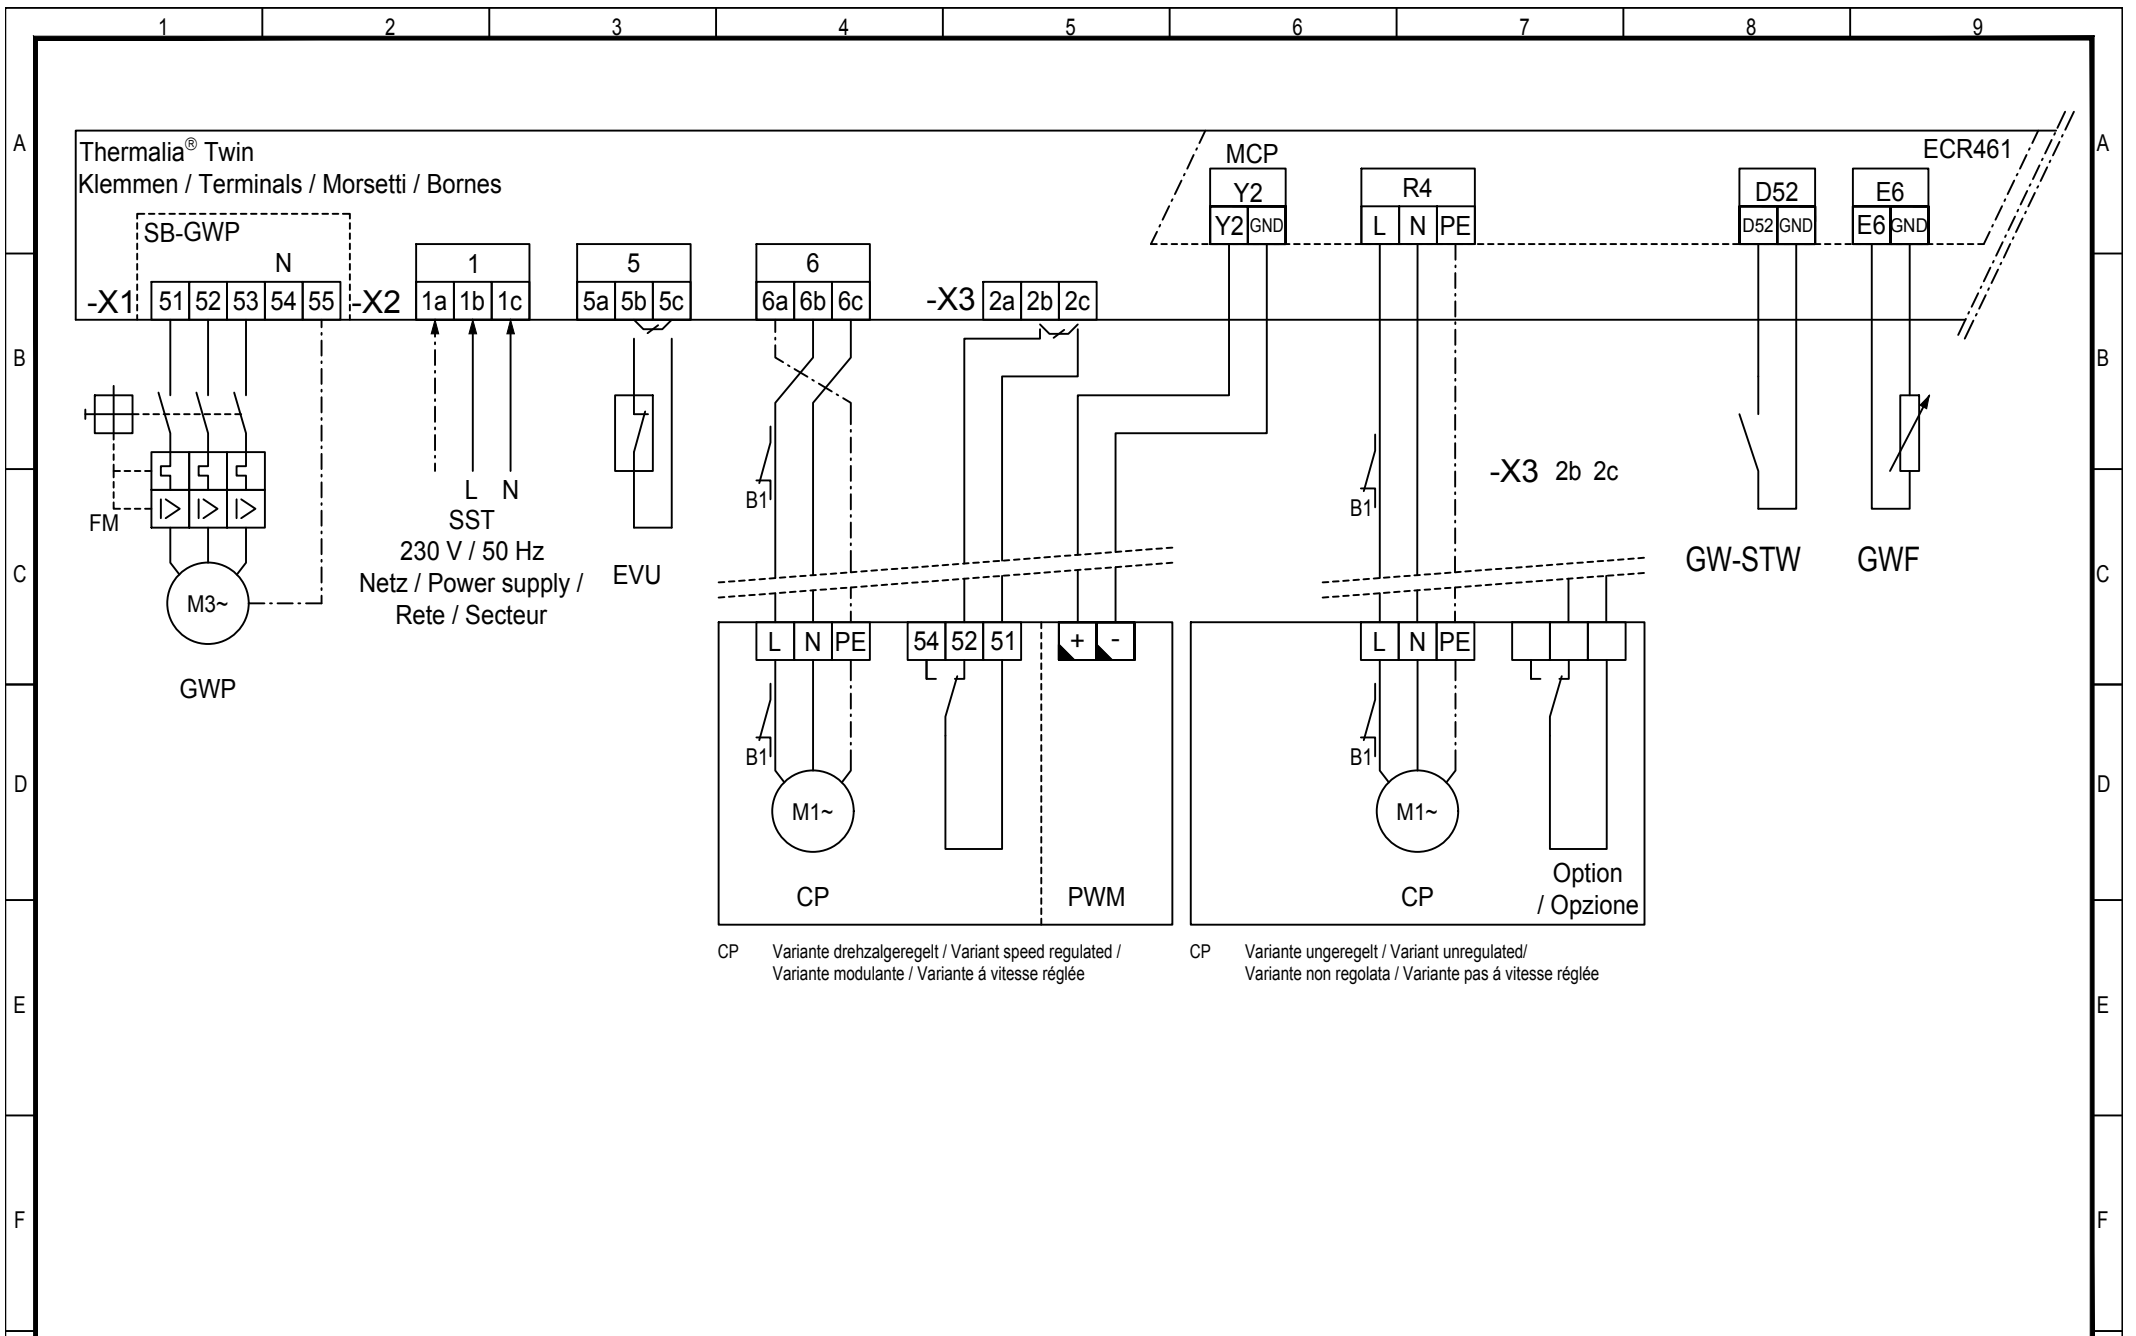 1 2 3 4 5 6 7 8 9
A A
Thermalia® Twin
Klemmen / Terminals / Morsetti / Bornes
MCP
ECR461
Y2 R4 D52 E6
Y2 GND L N PE D52 GND E6 GND
SB-GWP
N
1 5 6
-X1 51 52 53 54 55 -X2 1a 1b 1c 5a 5b 5c 6a 6b 6c -X3 2a 2b 2c
B B
-X3 2b 2c
L N
B1 B1
FM
SST
230 V / 50 Hz
Netz / Power supply /
Rete / Secteur
EVU
GW-STW GWF
C C
M3~
L N PE 54 52 51 + - L N PE
GWP
B1 B1
D D
M1~ M1~
Option
/ Opzione
CP PWM CP
CP Variante drehzalgeregelt / Variant speed regulated /
Variante modulante / Variante á vitesse réglée
CP Variante ungeregelt / Variant unregulated/
Variante non regolata / Variante pas á vitesse réglée
E E
F F